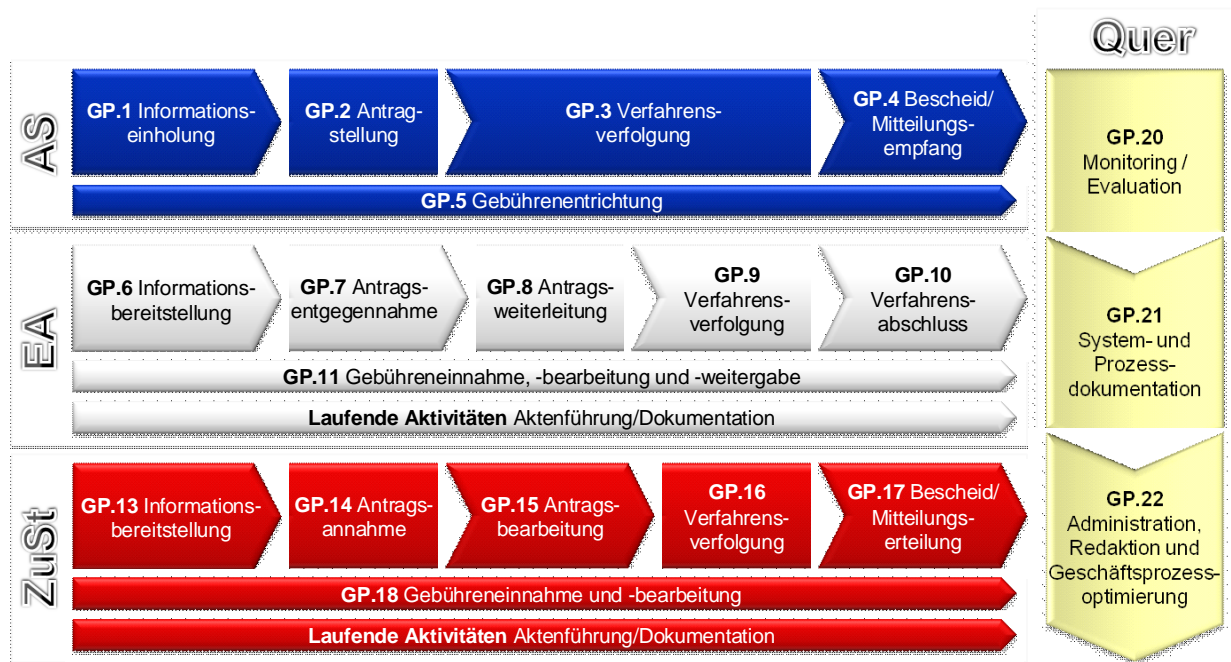 Quer
AS
GP.1 Informations-
einholung
GP.2 Antrag-
stellung
GP.3 Verfahrens-
verfolgung
GP.4 Bescheid/
Mitteilungs-
empfang
GP.5 Gebührenentrichtung
EA
GP.6 Informations-
bereitstellung
GP.7 Antrags-
entgegennahme
GP.8 Antrags-
weiterleitung
GP.9
Verfahrens-
verfolgung
GP.10
Verfahrens-
abschluss
GP.11 Gebühreneinnahme, -bearbeitung und -weitergabe
Laufende Aktivitäten Aktenführung/Dokumentation
ZuSt
GP.13 Informations-
bereitstellung
GP.14 Antrags-
annahme
GP.15 Antrags-
bearbeitung
GP.16
Verfahrens-
verfolgung
GP.17 Bescheid/
Mitteilungs-
erteilung
GP.18 Gebühreneinnahme und -bearbeitung
Laufende Aktivitäten Aktenführung/Dokumentation
GP.20
Monitoring /
Evaluation
GP.21
System- und
Prozess-
dokumentation
GP.22
Administration,
Redaktion und
Geschäftsprozess-
optimierung